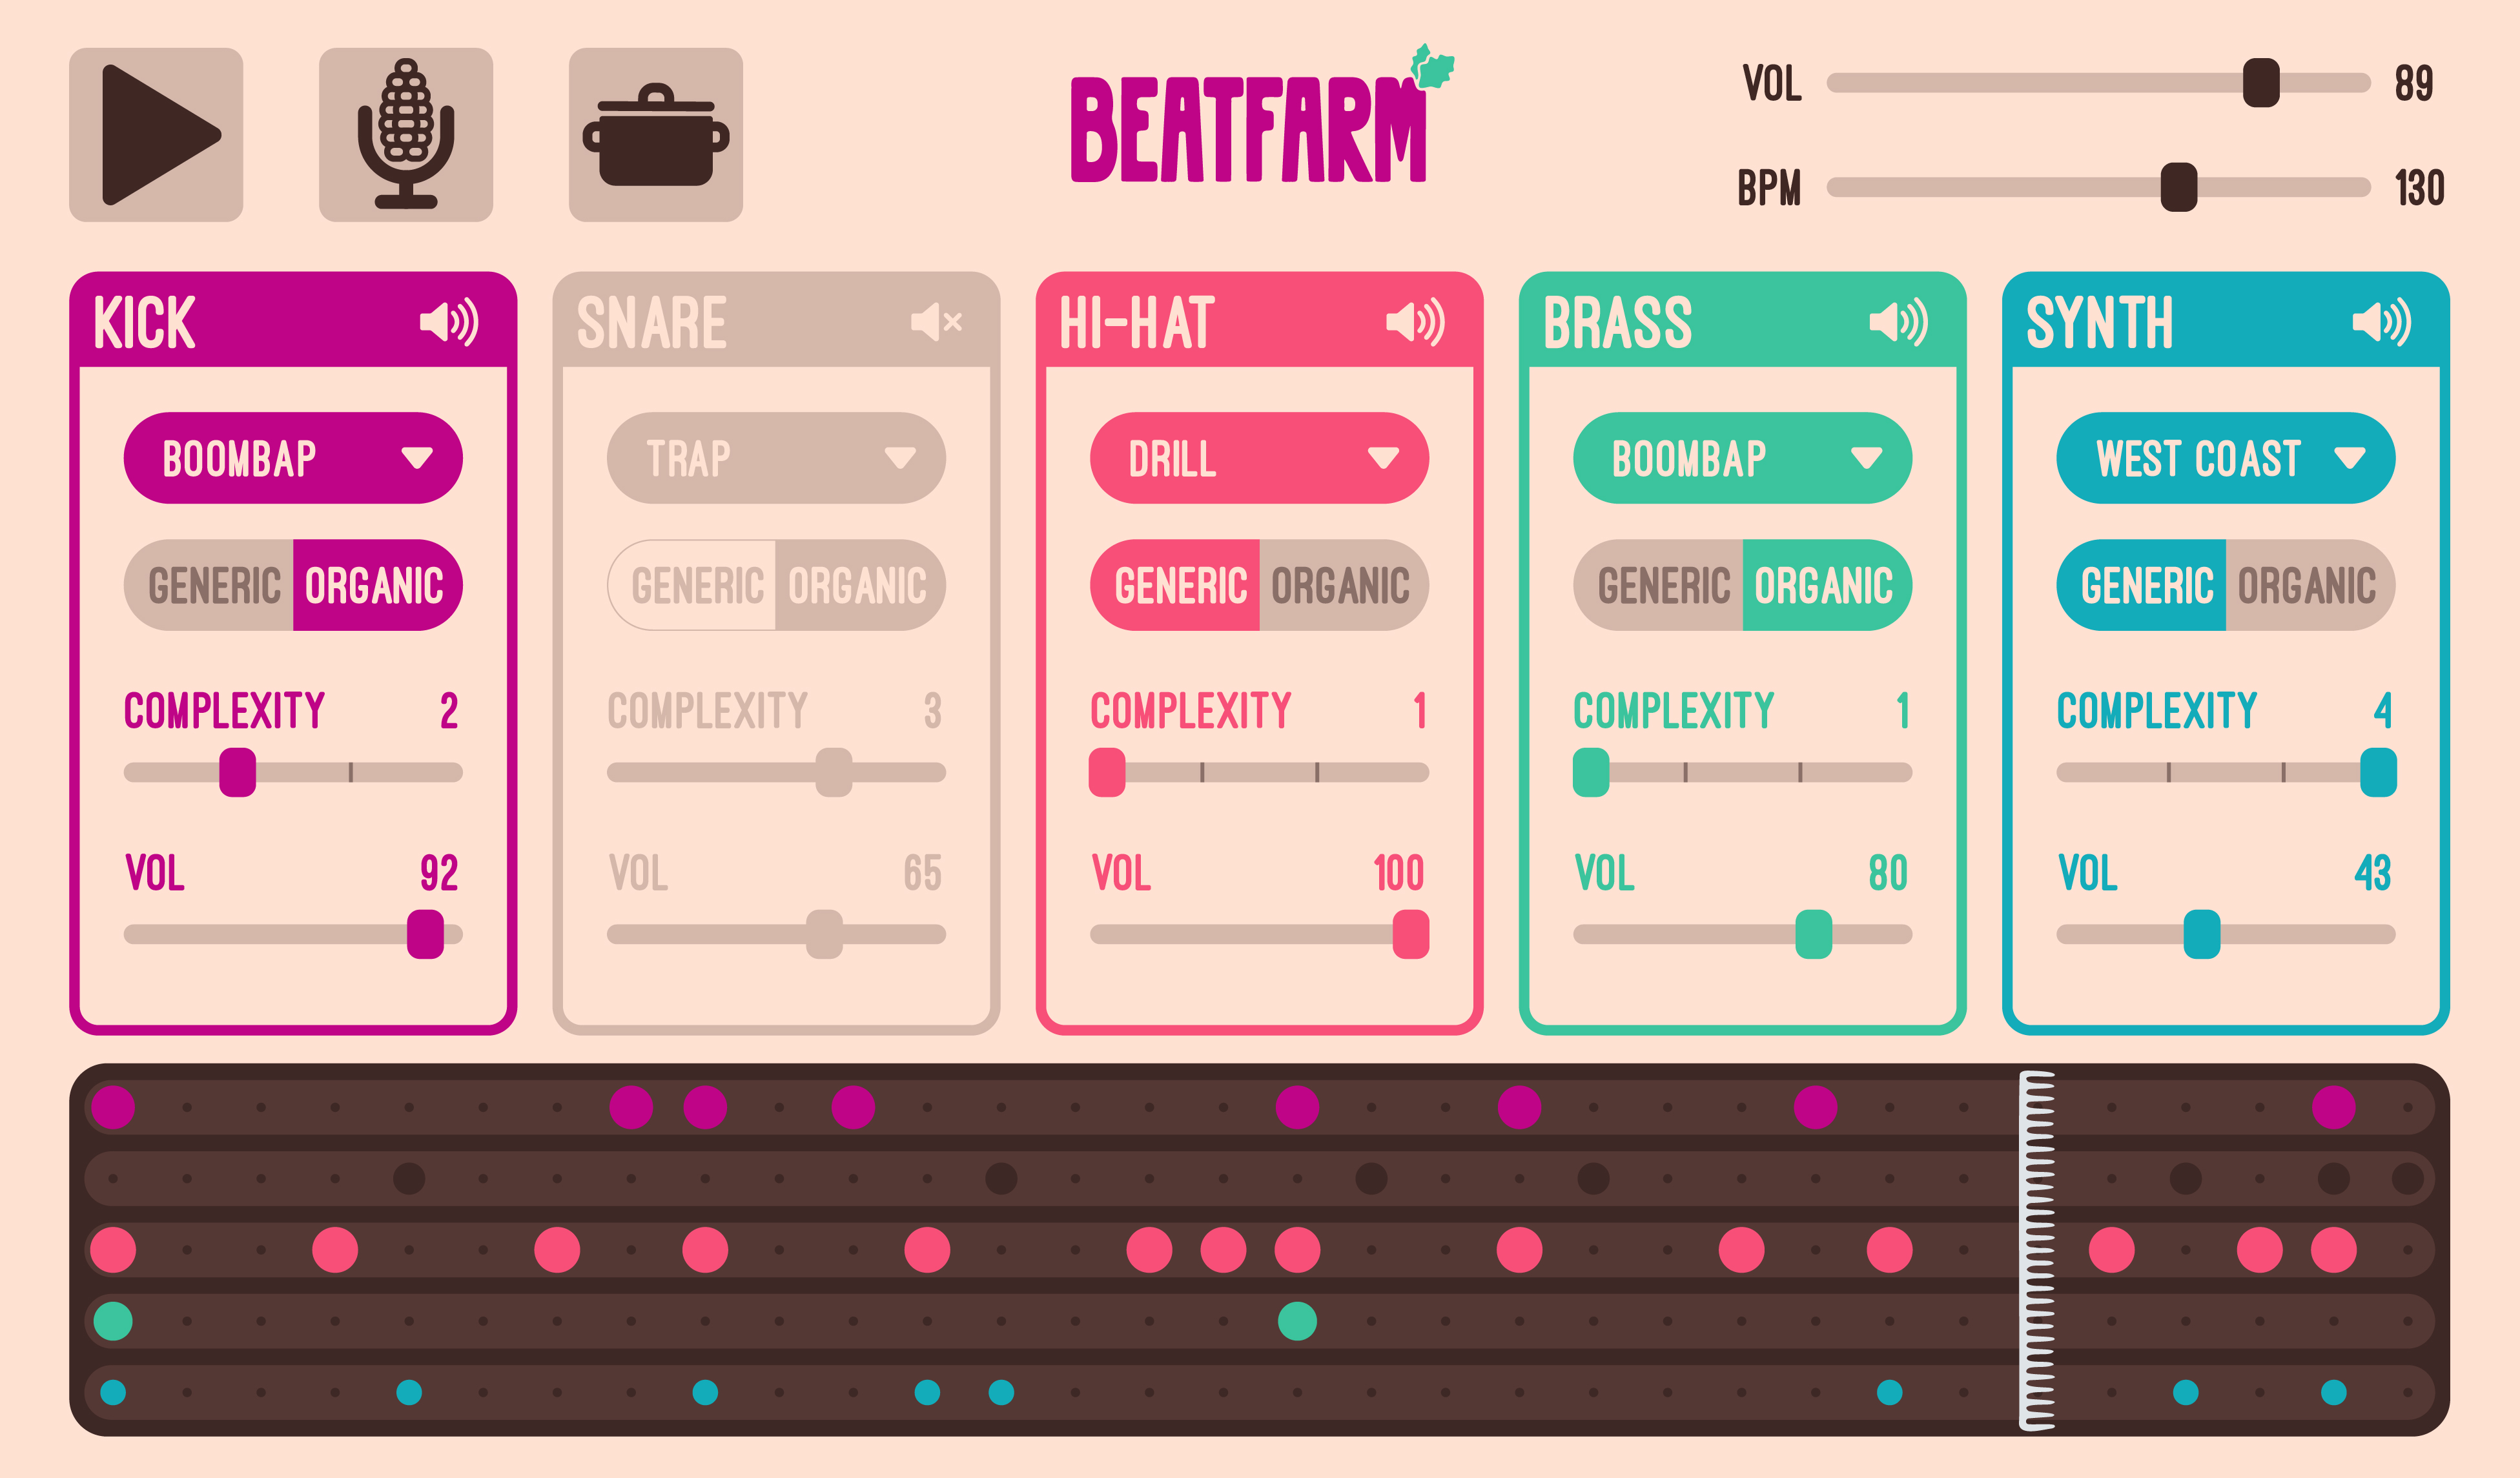 BEATFARM
VOL 89
BPM 130
KICK
BOOMBAP
GENERIC ORGANIC
COMPLEXITY 2
VOL 92
SNARE
TRAP
GENERIC ORGANIC
COMPLEXITY 3
VOL 65
HI-HAT
DRILL
GENERIC ORGANIC
COMPLEXITY 1
VOL 100
BRASS
BOOMBAP
GENERIC ORGANIC
COMPLEXITY 1
VOL 80
SYNTH
WEST COAST
GENERIC ORGANIC
COMPLEXITY 4
VOL 43